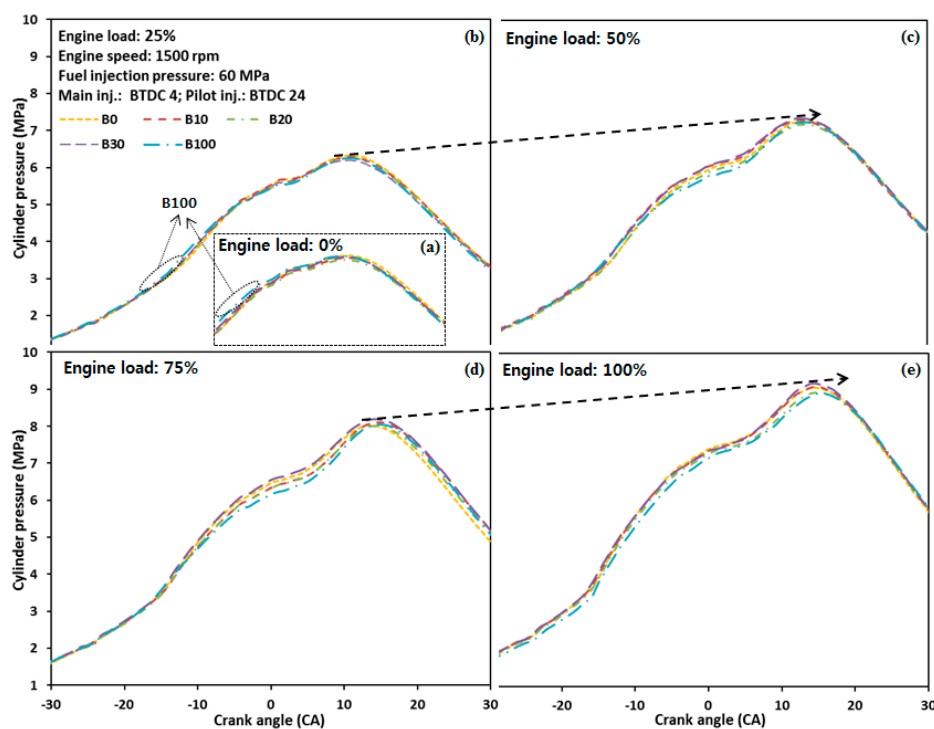 10
9
8
7
6
5
4
3
2
Cylinder pressure (MPa)
Engine load: 25%
(b)
Engine speed: 1500 rpm
Fuel injection pressure: 60 MPa
Main inj.: BTDC 4; Pilot inj.: BTDC 24
B0 B10 B20
B30 B100
B100
Engine load: 0% (a)
Engine load: 50% (c)
10
9
8
7
6
5
4
3
2
1
Cylinder pressure (MPa)
Engine load: 75% (d)
-30 -20 -10 0 10 20 30
Crank angle (CA)
Engine load: 100% (e)
-20 -10 0 10 20 30
Crank angle (CA)